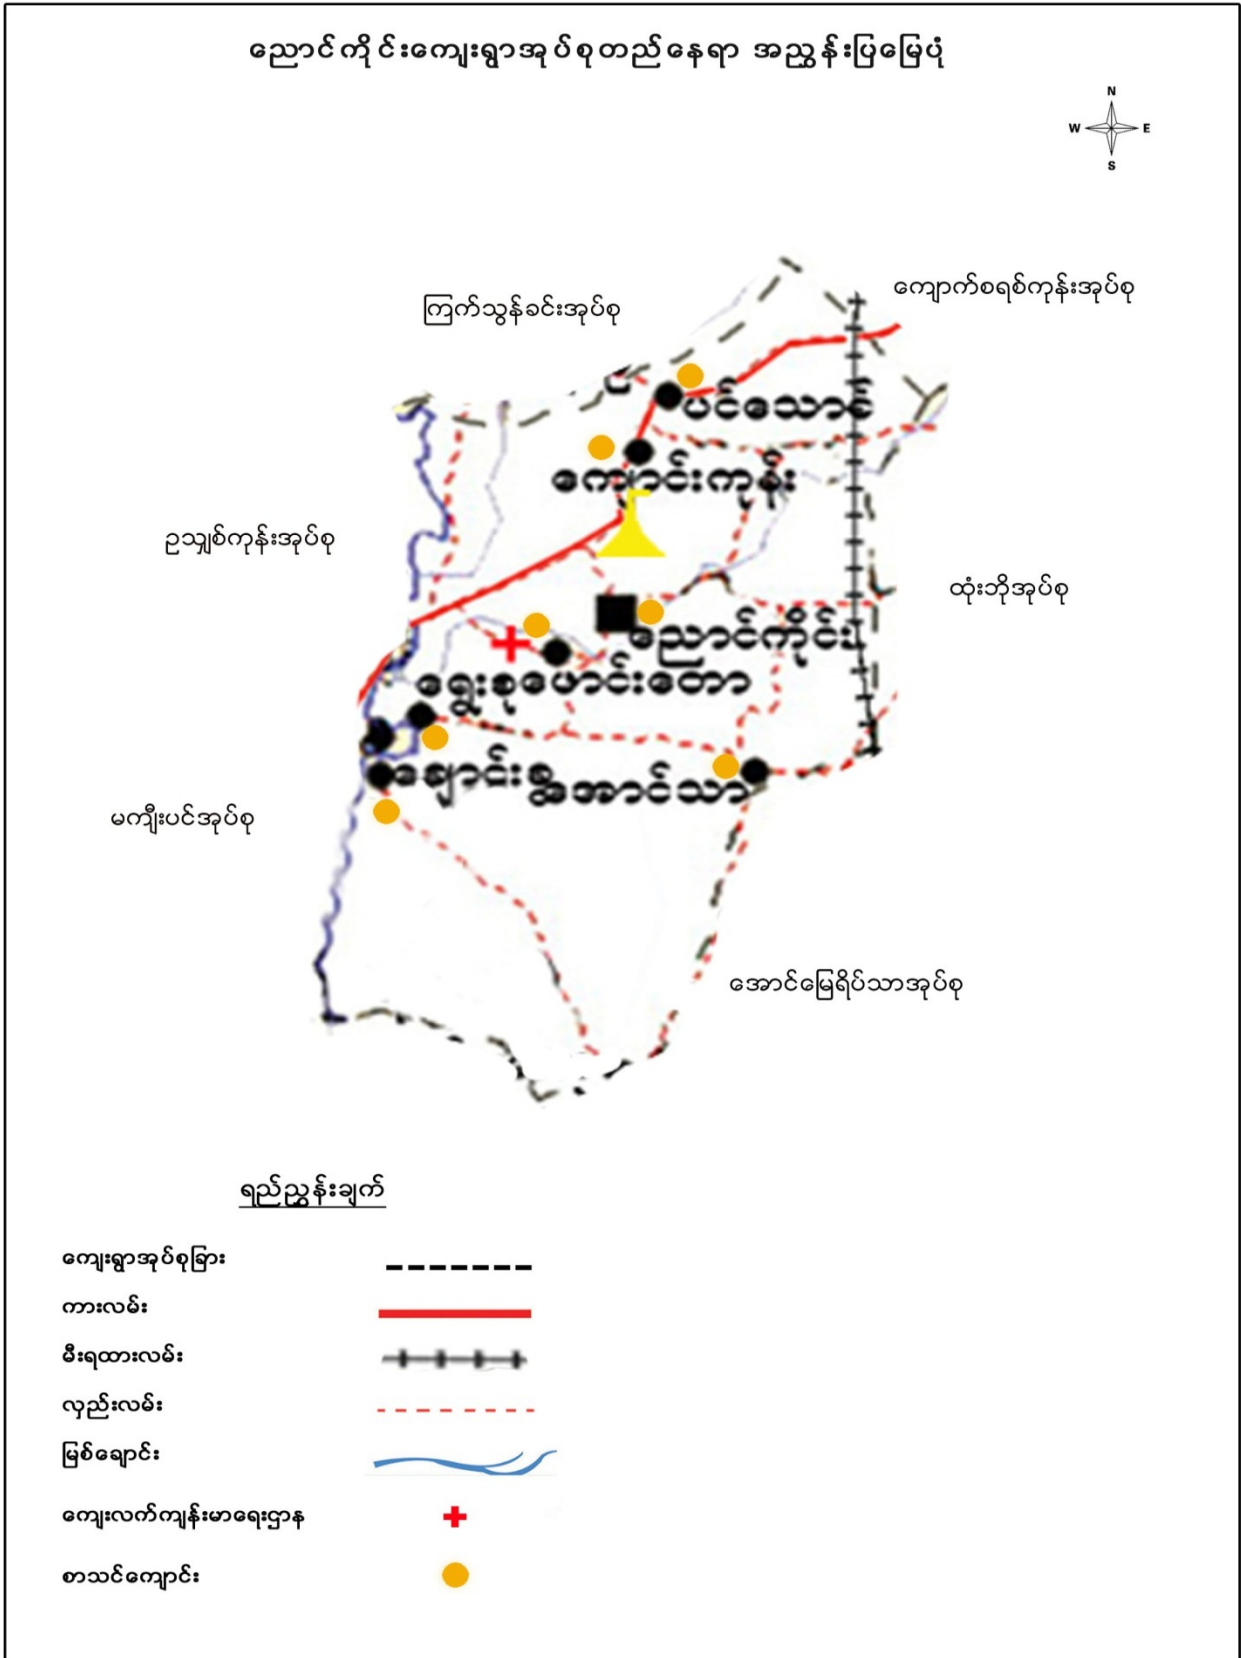 ညောင်ကိုင်းကျေးရွာအုပ်စုတည်နေရာ အညွှန်းပြမြေပုံ
N
W E
S
ကျောက်စရစ်ကုန်းအုပ်စု
ကြက်သွန်ခင်းအုပ်စု
ပင်သောင်
ကျောင်းကုန်း
ဥသျှစ်ကုန်းအုပ်စု
ထုံးဘိုအုပ်စု
ညောင်ကိုင်း
ရွှေးစုဖောင်းတော
ချောင်းစွ
အောင်သာ
မကျီးပင်အုပ်စု
အောင်မြေရိပ်သာအုပ်စု
ရည်ညွှန်းချက်
ကျေးရွာအုပ်စုခြား
ကားလမ်း
မီးရထားလမ်း
လှည်းလမ်း
မြစ်ချောင်း
ကျေးလက်ကျန်းမာရေးဌာန
စာသင်ကျောင်း